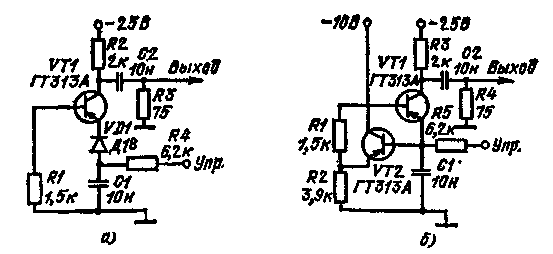 -25В
R2
2к
C2
10н
Выход
VT1
ГТ313А
R3
75
VD1
Д18
R4
6,2к
Упр.
R1
1,5к
C1
10н
а)
-10В
-25В
R3
2к
C2
10н
Выход
VT1
ГТ313А
R4
75
R5
6,2к
Упр.
R1
1,5к
VT2
ГТ313А
C1
10н
R2
3,9к
б)